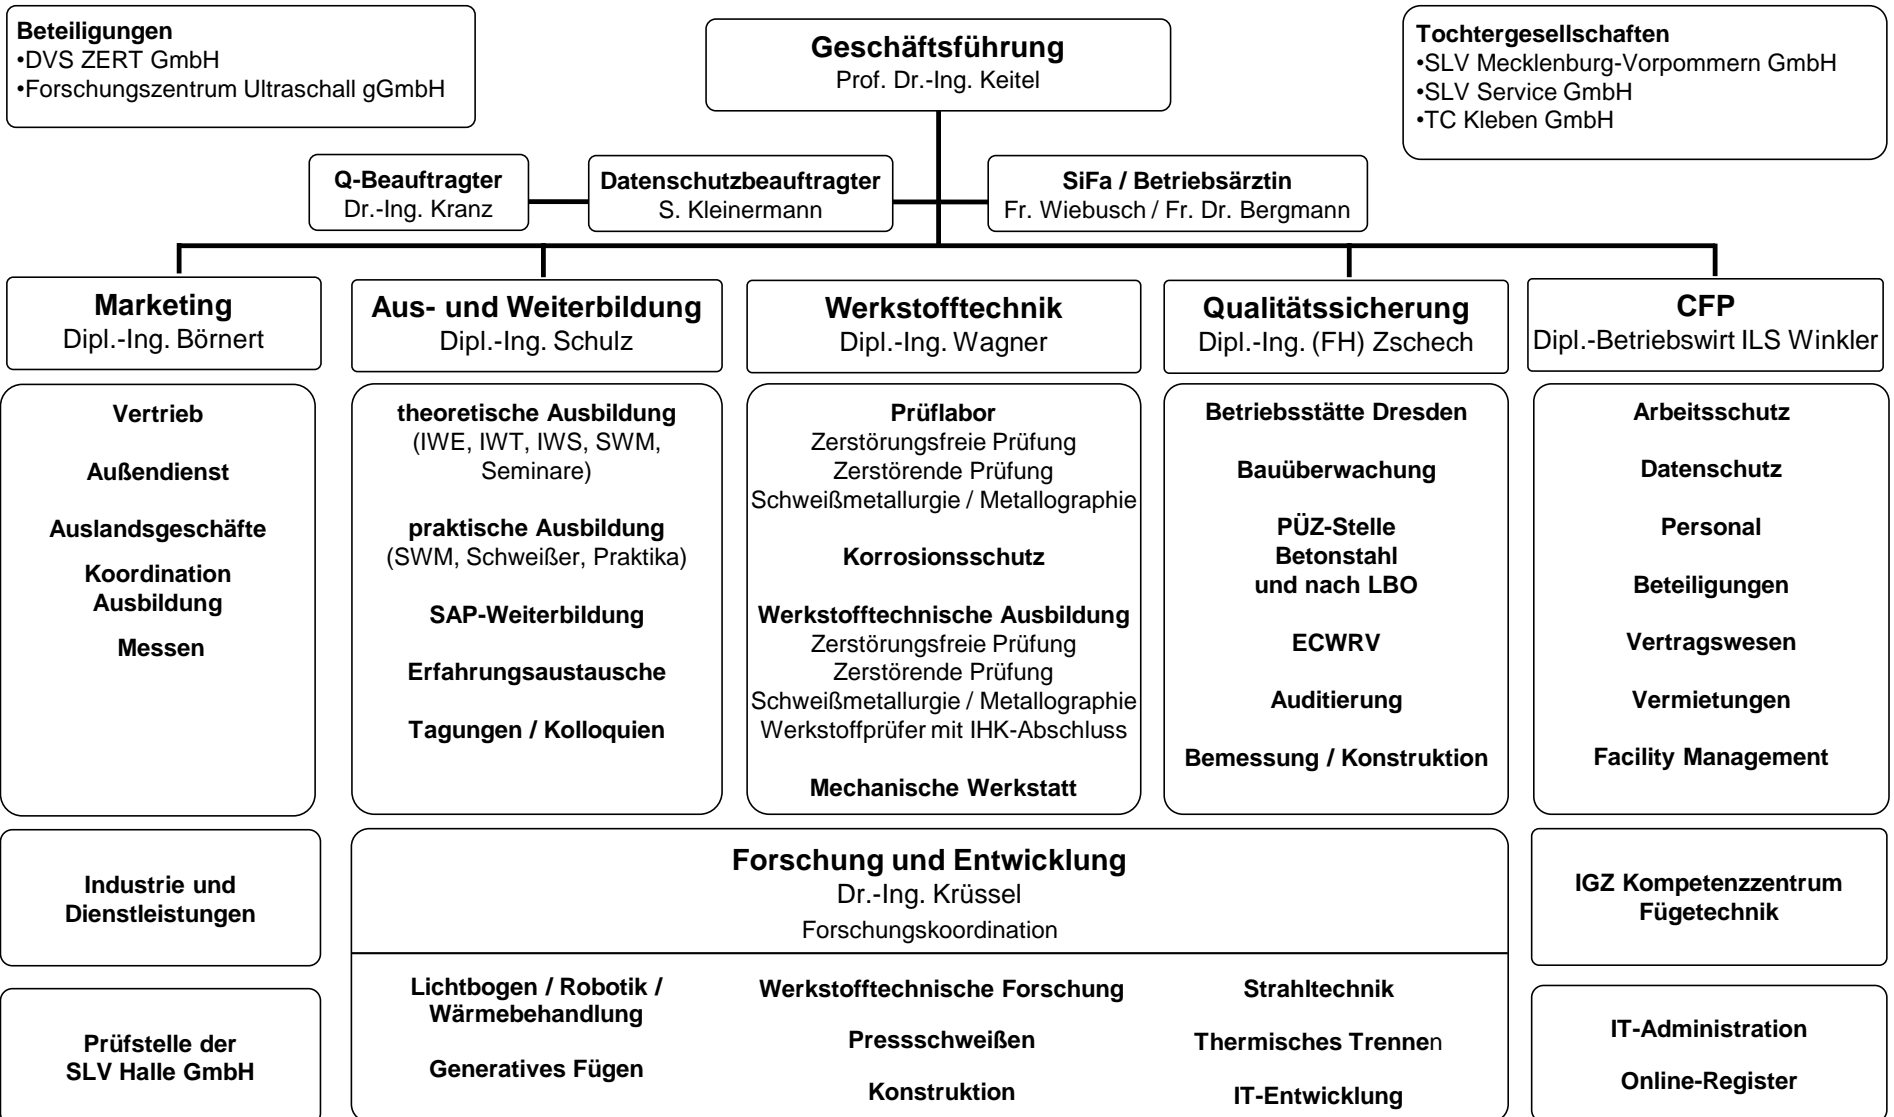 Beteiligungen
•DVS ZERT GmbH
•Forschungszentrum Ultraschall gGmbH
Geschäftsführung
Prof. Dr.-Ing. Keitel
Tochtergesellschaften
•SLV Mecklenburg-Vorpommern GmbH
•SLV Service GmbH
•TC Kleben GmbH
Q-Beauftragter
Dr.-Ing. Kranz
Datenschutzbeauftragter
S. Kleinermann
SiFa / Betriebsärztin
Fr. Wiebusch / Fr. Dr. Bergmann
Marketing
Dipl.-Ing. Börnert
Aus- und Weiterbildung
Dipl.-Ing. Schulz
Werkstofftechnik
Dipl.-Ing. Wagner
Qualitätssicherung
Dipl.-Ing. (FH) Zschech
CFP
Dipl.-Betriebswirt ILS Winkler
Vertrieb
Außendienst
Auslandsgeschäfte
Koordination
Ausbildung
Messen
theoretische Ausbildung
(IWE, IWT, IWS, SWM,
Seminare)
praktische Ausbildung
(SWM, Schweißer, Praktika)
SAP-Weiterbildung
Erfahrungsaustausche
Tagungen / Kolloquien
Prüflabor
Zerstörungsfreie Prüfung
Zerstörende Prüfung
Schweißmetallurgie / Metallographie
Korrosionsschutz
Werkstofftechnische Ausbildung
Zerstörungsfreie Prüfung
Zerstörende Prüfung
Schweißmetallurgie / Metallographie
Werkstoffprüfer mit IHK-Abschluss
Mechanische Werkstatt
Betriebsstätte Dresden
Bauüberwachung
PÜZ-Stelle
Betonstahl
und nach LBO
ECWRV
Auditierung
Bemessung / Konstruktion
Arbeitsschutz
Datenschutz
Personal
Beteiligungen
Vertragswesen
Vermietungen
Facility Management
Industrie und
Dienstleistungen
Prüfstelle der
SLV Halle GmbH
Forschung und Entwicklung
Dr.-Ing. Krüssel
Forschungskoordination
Lichtbogen / Robotik /
Wärmebehandlung
Generatives Fügen
Werkstofftechnische Forschung
Pressschweißen
Konstruktion
Strahltechnik
Thermisches Trennen
IT-Entwicklung
IGZ Kompetenzzentrum
Fügetechnik
IT-Administration
Online-Register